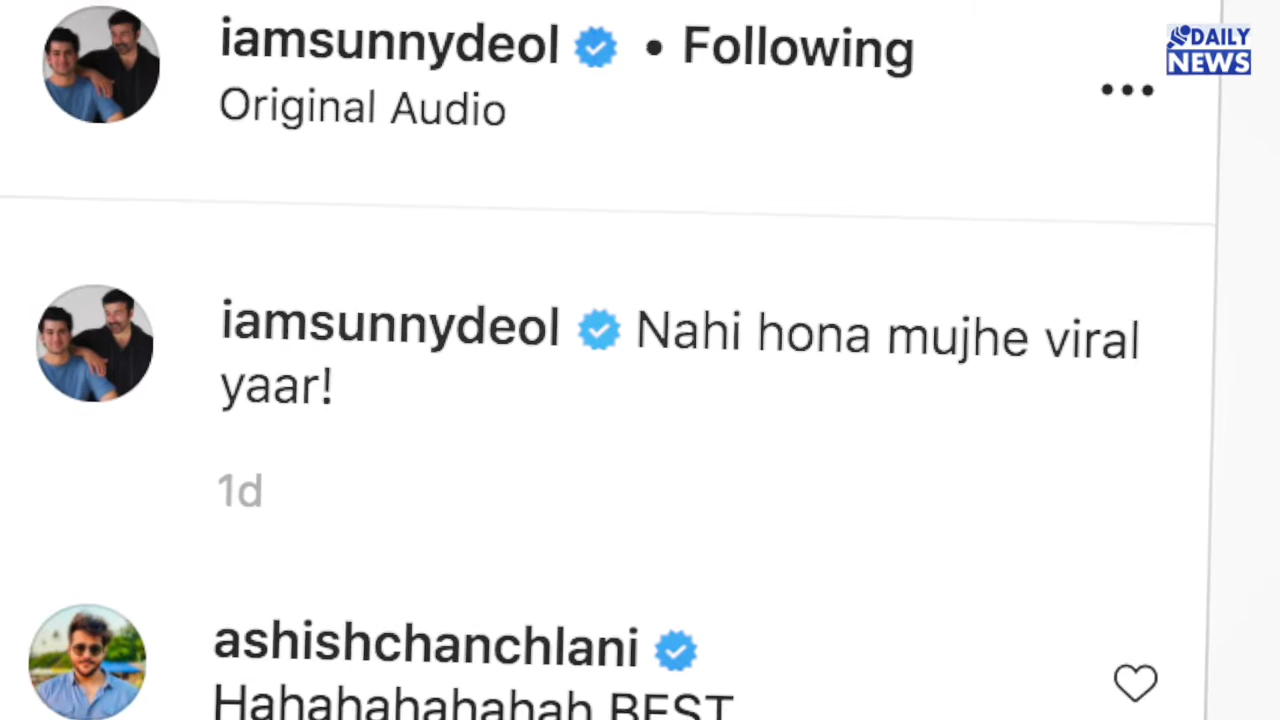 iamsunnydeol • Following
Original Audio
DAILY
NEWS
iamsunnydeol Nahi hona mujhe viral
yaar!
1d
ashishchanchlani
Hahahahahahah BEST